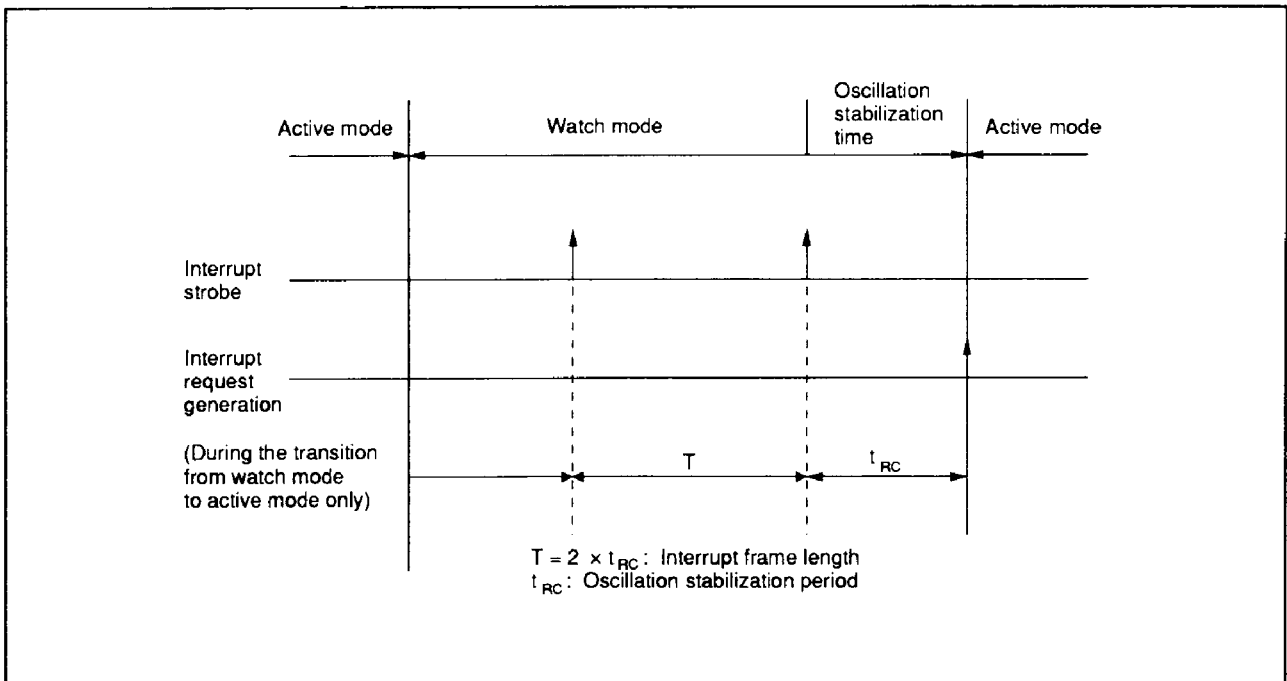 Active mode
Watch mode
Oscillation
stabilization
time
Active mode
Interrupt
strobe
Interrupt
request
generation
(During the transition
from watch mode
to active mode only)
T
t RC
T = 2 × t RC : Interrupt frame length
t RC : Oscillation stabilization period